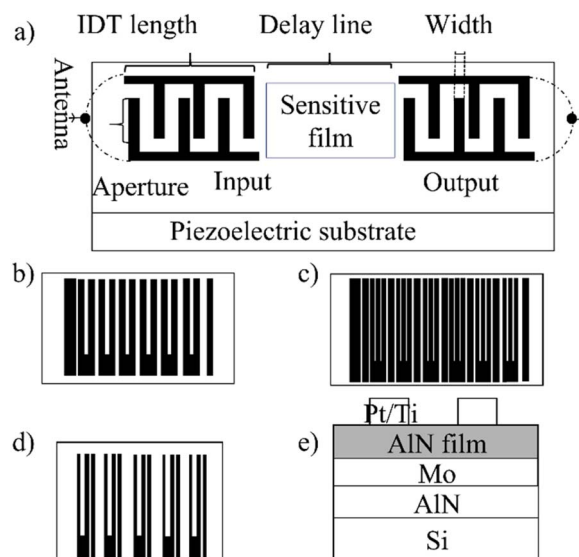 a)
IDT length
Delay line
Width
Antenna
Sensitive
film
Aperture
Input
Output
Piezoelectric substrate
b)
c)
d)
e)
Pt/Ti
AlN film
Mo
AlN
Si